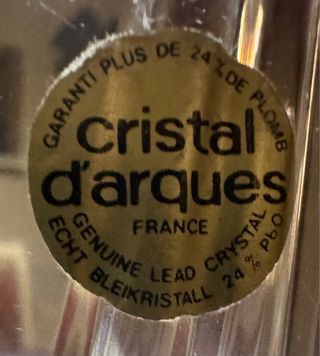 GARANTI PLUS DE 24% DE PLOMB
cristal
d'arques
FRANCE
GENUINE LEAD CRYSTAL
ECHT BLEIKRISTALL 24% PbO